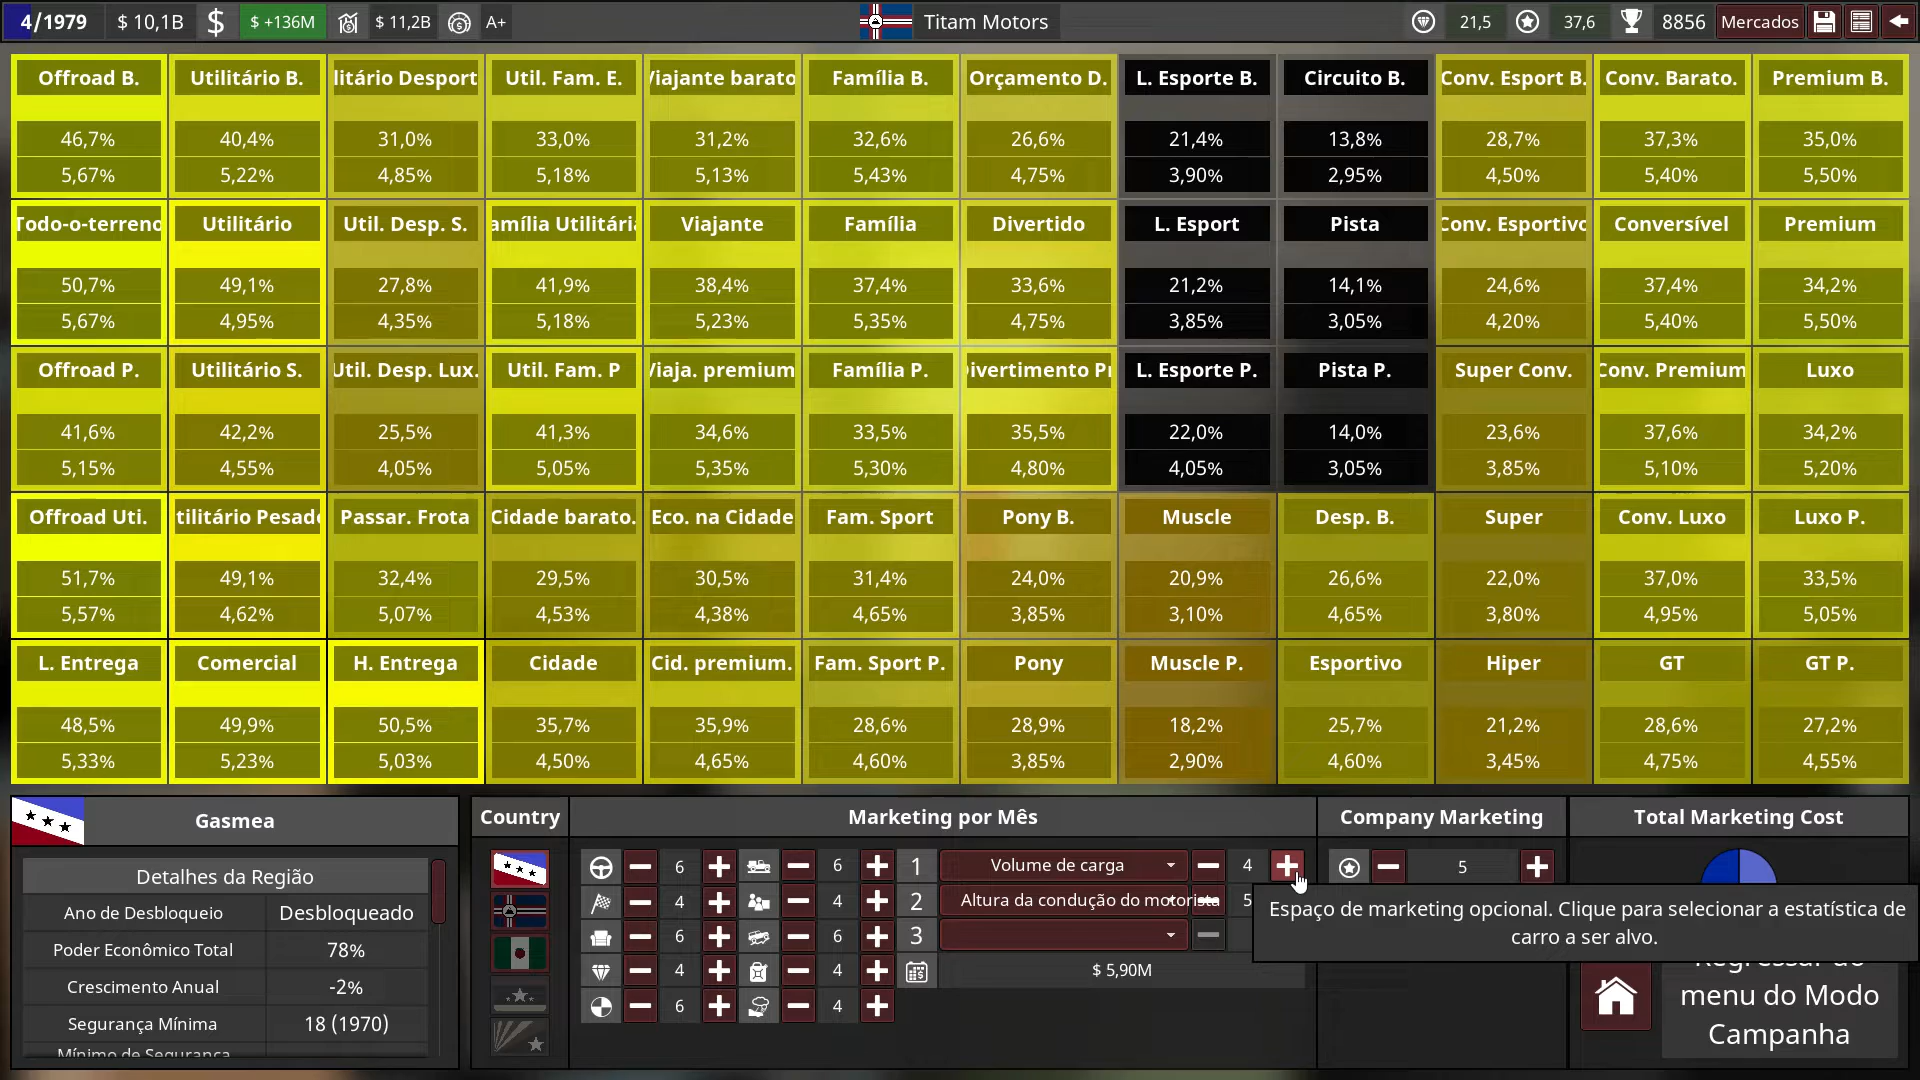 4/1979 $ 10,1B $ +136M $ 11,2B A+ Titam Motors 21,5 37,6 8856 Mercados
Offroad B. Utilitário B. litário Desport Util. Fam. E. Viajante barato Família B. Orçamento D. L. Esporte B. Circuito B. Conv. Esport B. Conv. Barato. Premium B.
46,7% 40,4% 31,0% 33,0% 31,2% 32,6% 26,6% 21,4% 13,8% 28,7% 37,3% 35,0%
5,67% 5,22% 4,85% 5,18% 5,13% 5,43% 4,75% 3,90% 2,95% 4,50% 5,40% 5,50%
Todo-o-terreno Utilitário Util. Desp. S. amília Utilitária Viajante Família Divertido L. Esport Pista Conv. Esportivo Conversível Premium
50,7% 49,1% 27,8% 41,9% 38,4% 37,4% 33,6% 21,2% 14,1% 24,6% 37,4% 34,2%
5,67% 4,95% 4,35% 5,18% 5,23% 5,35% 4,75% 3,85% 3,05% 4,20% 5,40% 5,50%
Offroad P. Utilitário S. Util. Desp. Lux. Util. Fam. P Viaja. premium Família P. Divertimento Pr L. Esporte P. Pista P. Super Conv. Conv. Premium Luxo
41,6% 42,2% 25,5% 41,3% 34,6% 33,5% 35,5% 22,0% 14,0% 23,6% 37,6% 34,2%
5,15% 4,55% 4,05% 5,05% 5,35% 5,30% 4,80% 4,05% 3,05% 3,85% 5,10% 5,20%
Offroad Uti. tilitário Pesado Passar. Frota Cidade barato. Eco. na Cidade Fam. Sport Pony B. Muscle Desp. B. Super Conv. Luxo Luxo P.
51,7% 49,1% 32,4% 29,5% 30,5% 31,4% 24,0% 20,9% 26,6% 22,0% 37,0% 33,5%
5,57% 4,62% 5,07% 4,53% 4,38% 4,65% 3,85% 3,10% 4,65% 3,80% 4,95% 5,05%
L. Entrega Comercial H. Entrega Cidade Cid. premium. Fam. Sport P. Pony Muscle P. Esportivo Hiper GT GT P.
48,5% 49,9% 50,5% 35,7% 35,9% 28,6% 28,9% 18,2% 25,7% 21,2% 28,6% 27,2%
5,33% 5,23% 5,03% 4,50% 4,65% 4,60% 3,85% 2,90% 4,60% 3,45% 4,75% 4,55%
Gasmea
Detalhes da Região
Ano de Desbloqueio Desbloqueado
Poder Econômico Total 78%
Crescimento Anual -2%
Segurança Mínima 18 (1970)
Mínimo de Segurança
Country Marketing por Mês Company Marketing Total Marketing Cost
6 6 1 Volume de carga 4 5
4 4 2 Altura da condução do motorista 5
6 6 3
4 4 $ 5,90M
6 4
Espaço de marketing opcional. Clique para selecionar a estatística de
carro a ser alvo.
Regressar ao
menu do Modo
Campanha